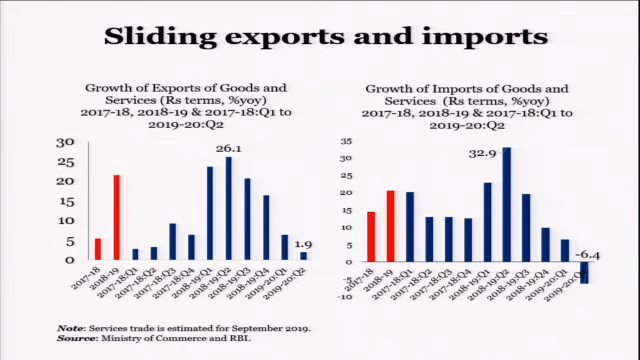 Sliding exports and imports
Growth of Exports of Goods and
Services (Rs terms, %yoy)
2017-18, 2018-19 & 2017-18:Q1 to
2019-20:Q2
30
25
20
15
10
5
0
26.1
1.9
2017-18
2018-19
2017-18:Q1
2017-18:Q2
2017-18:Q3
2017-18:Q4
2018-19:Q1
2018-19:Q2
2018-19:Q3
2018-19:Q4
2019-20:Q1
2019-20:Q2
Growth of Imports of Goods and
Services (Rs terms, %yoy)
2017-18, 2018-19 & 2017-18:Q1 to
2019-20:Q2
35
30
25
20
15
10
5
0
-5
-10
32.9
-6.4
2017-18
2018-19
2017-18:Q1
2017-18:Q2
2017-18:Q3
2017-18:Q4
2018-19:Q1
2018-19:Q2
2018-19:Q3
2018-19:Q4
2019-20:Q1
2019-20:Q2
Note: Services trade is estimated for September 2019.
Source: Ministry of Commerce and RBI.